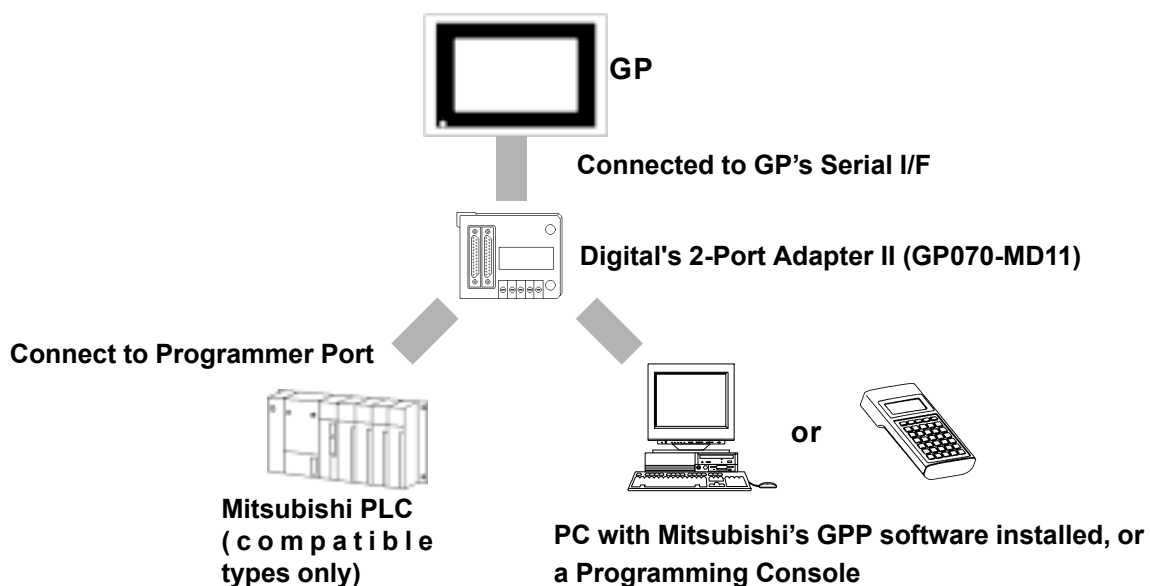 GP
Connected to GP's Serial I/F
Digital's 2-Port Adapter II (GP070-MD11)
Connect to Programmer Port
or
Mitsubishi PLC
(compatible
types only)
PC with Mitsubishi's GPP software installed, or
a Programming Console